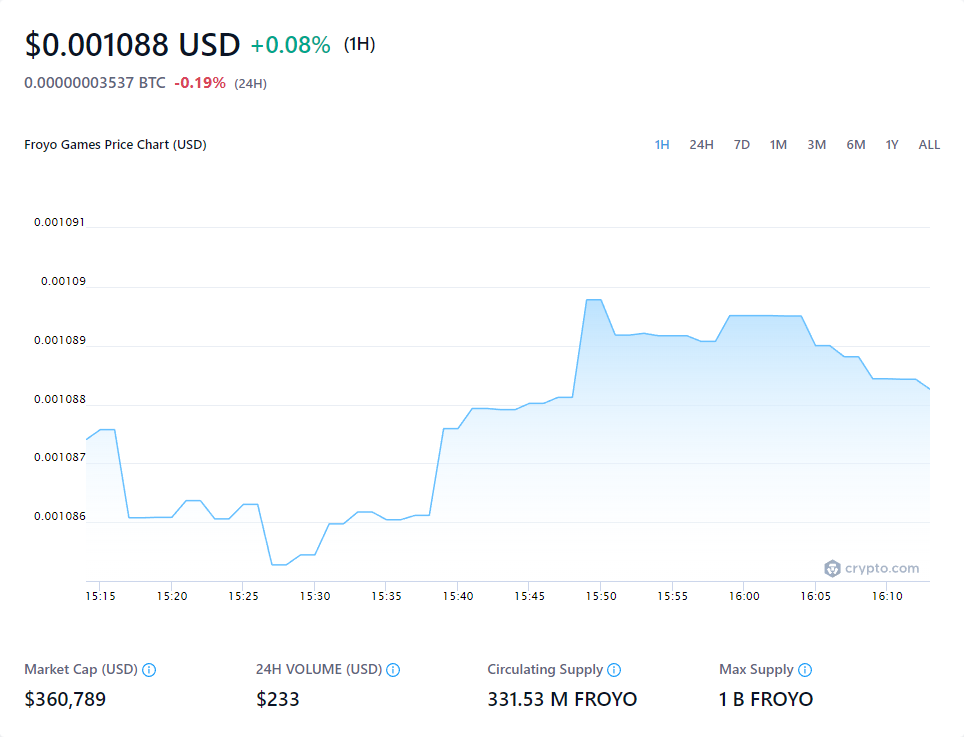 $0.001088 USD +0.08% (1H)
0.00000003537 BTC -0.19% (24H)
Froyo Games Price Chart (USD) 1H 24H 7D 1M 3M 6M 1Y ALL
0.001091
0.00109
0.001089
0.001088
0.001087
0.001086
crypto.com
15:15 15:20 15:25 15:30 15:35 15:40 15:45 15:50 15:55 16:00 16:05 16:10
Market Cap (USD) 24H VOLUME (USD) Circulating Supply Max Supply
$360,789 $233 331.53 M FROYO 1 B FROYO